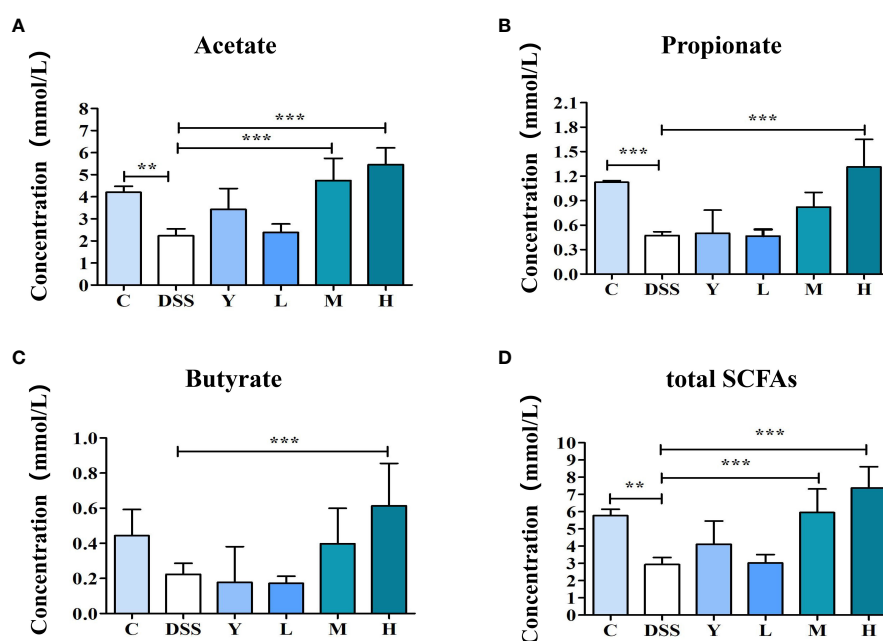 A
Acetate
Concentration (mmol/L)
8
7
6
5
4
3
2
1
0
***
***
**
C DSS Y L M H
B
Propionate
Concentration (mmol/L)
2.1
1.8
1.5
1.2
0.9
0.6
0.3
0.0
***
***
C DSS Y L M H
C
Butyrate
Concentration (mmol/L)
1.0
0.8
0.6
0.4
0.2
0.0
***
C DSS Y L M H
D
total SCFAs
Concentration (mmol/L)
10
9
8
7
6
5
4
3
2
1
0
***
***
**
C DSS Y L M H